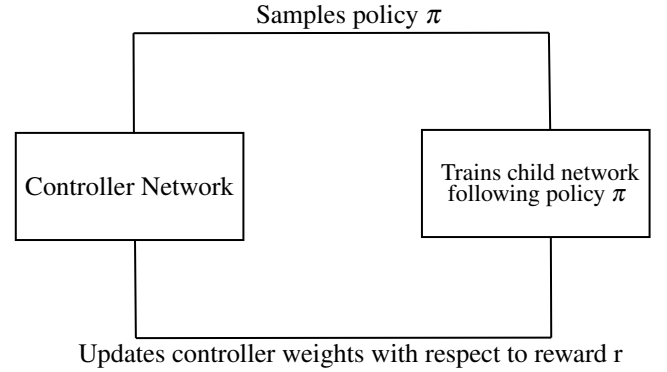 Samples policy π
Controller Network
Trains child network
following policy π
Updates controller weights with respect to reward r